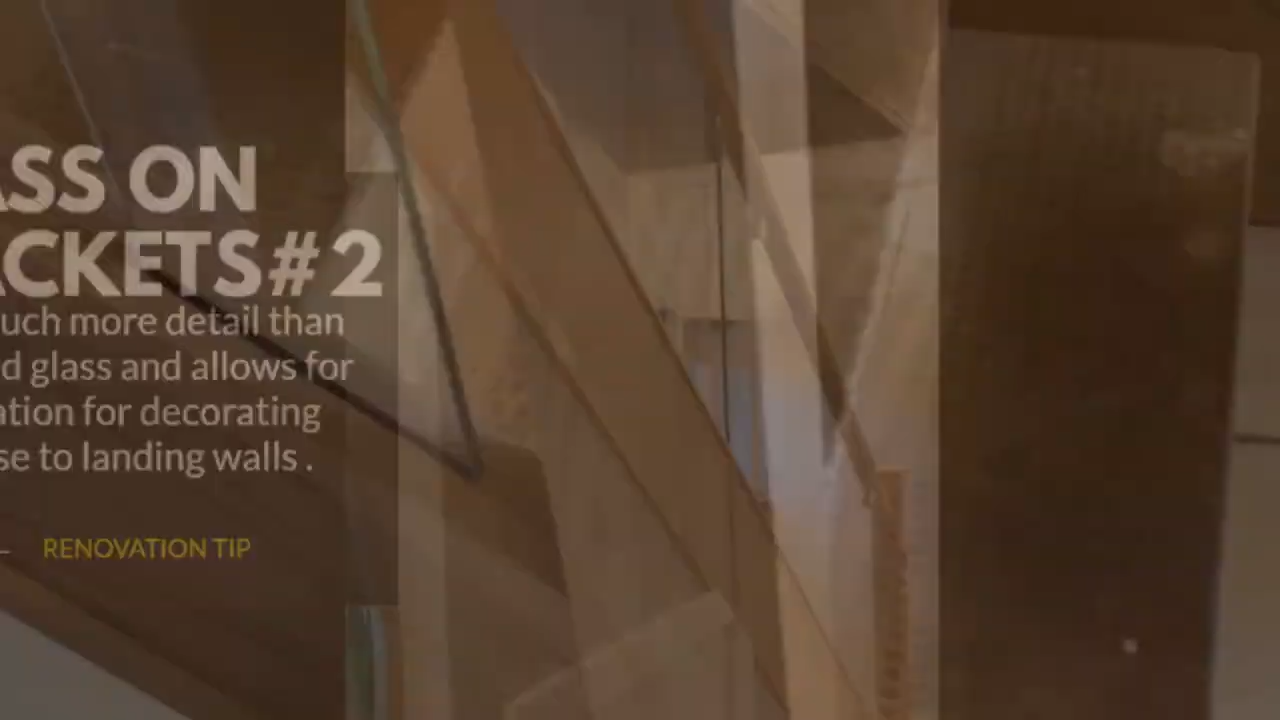 ASS ON
ACKETS#2
uch more detail than
d glass and allows for
ation for decorating
se to landing walls .
RENOVATION TIP